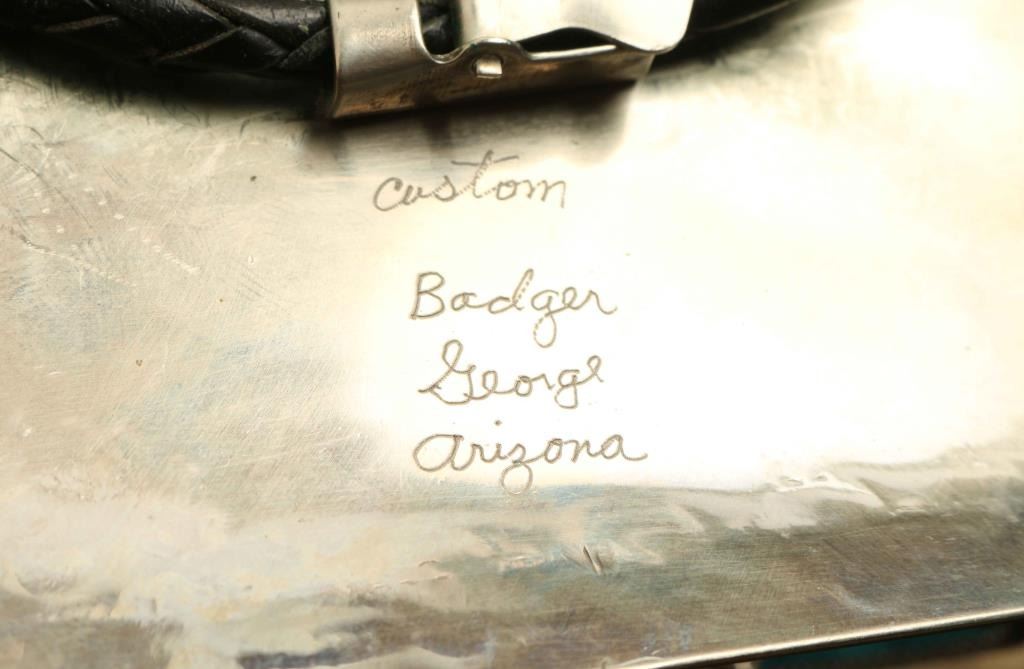 custom
Badger
George
Arizona